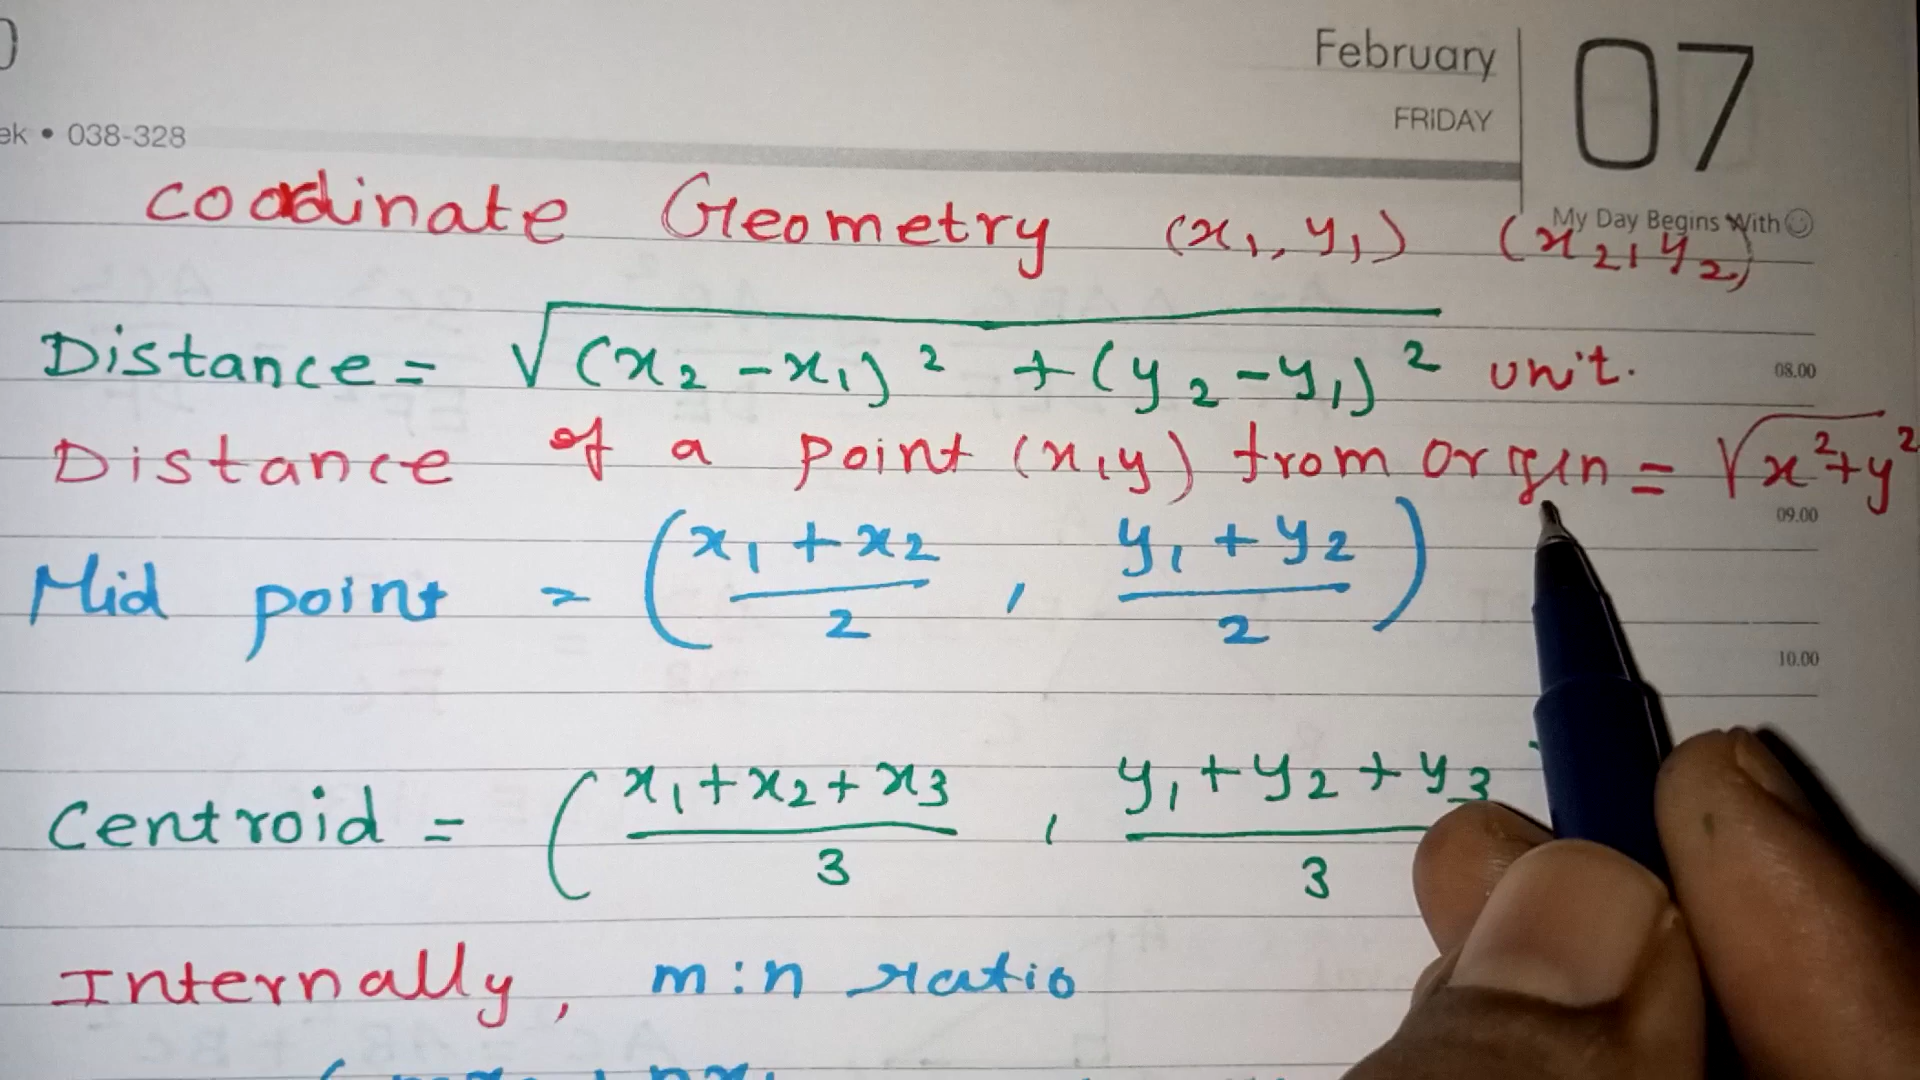 February
07
FRIDAY
ek • 038-328
My Day Begins With
Coordinate Geometry (x₁, y₁) (x₂, y₂)
08.00
Distance = √(x₂ - x₁)² + (y₂ - y₁)² unit.
Distance of a point (x,y) from orgin = √x² + y²
09.00
Mid point = (x₁ + x₂ / 2 , y₁ + y₂ / 2)
10.00
Centroid = (x₁ + x₂ + x₃ / 3 , y₁ + y₂ + y₃ / 3
Internally, m:n ratio